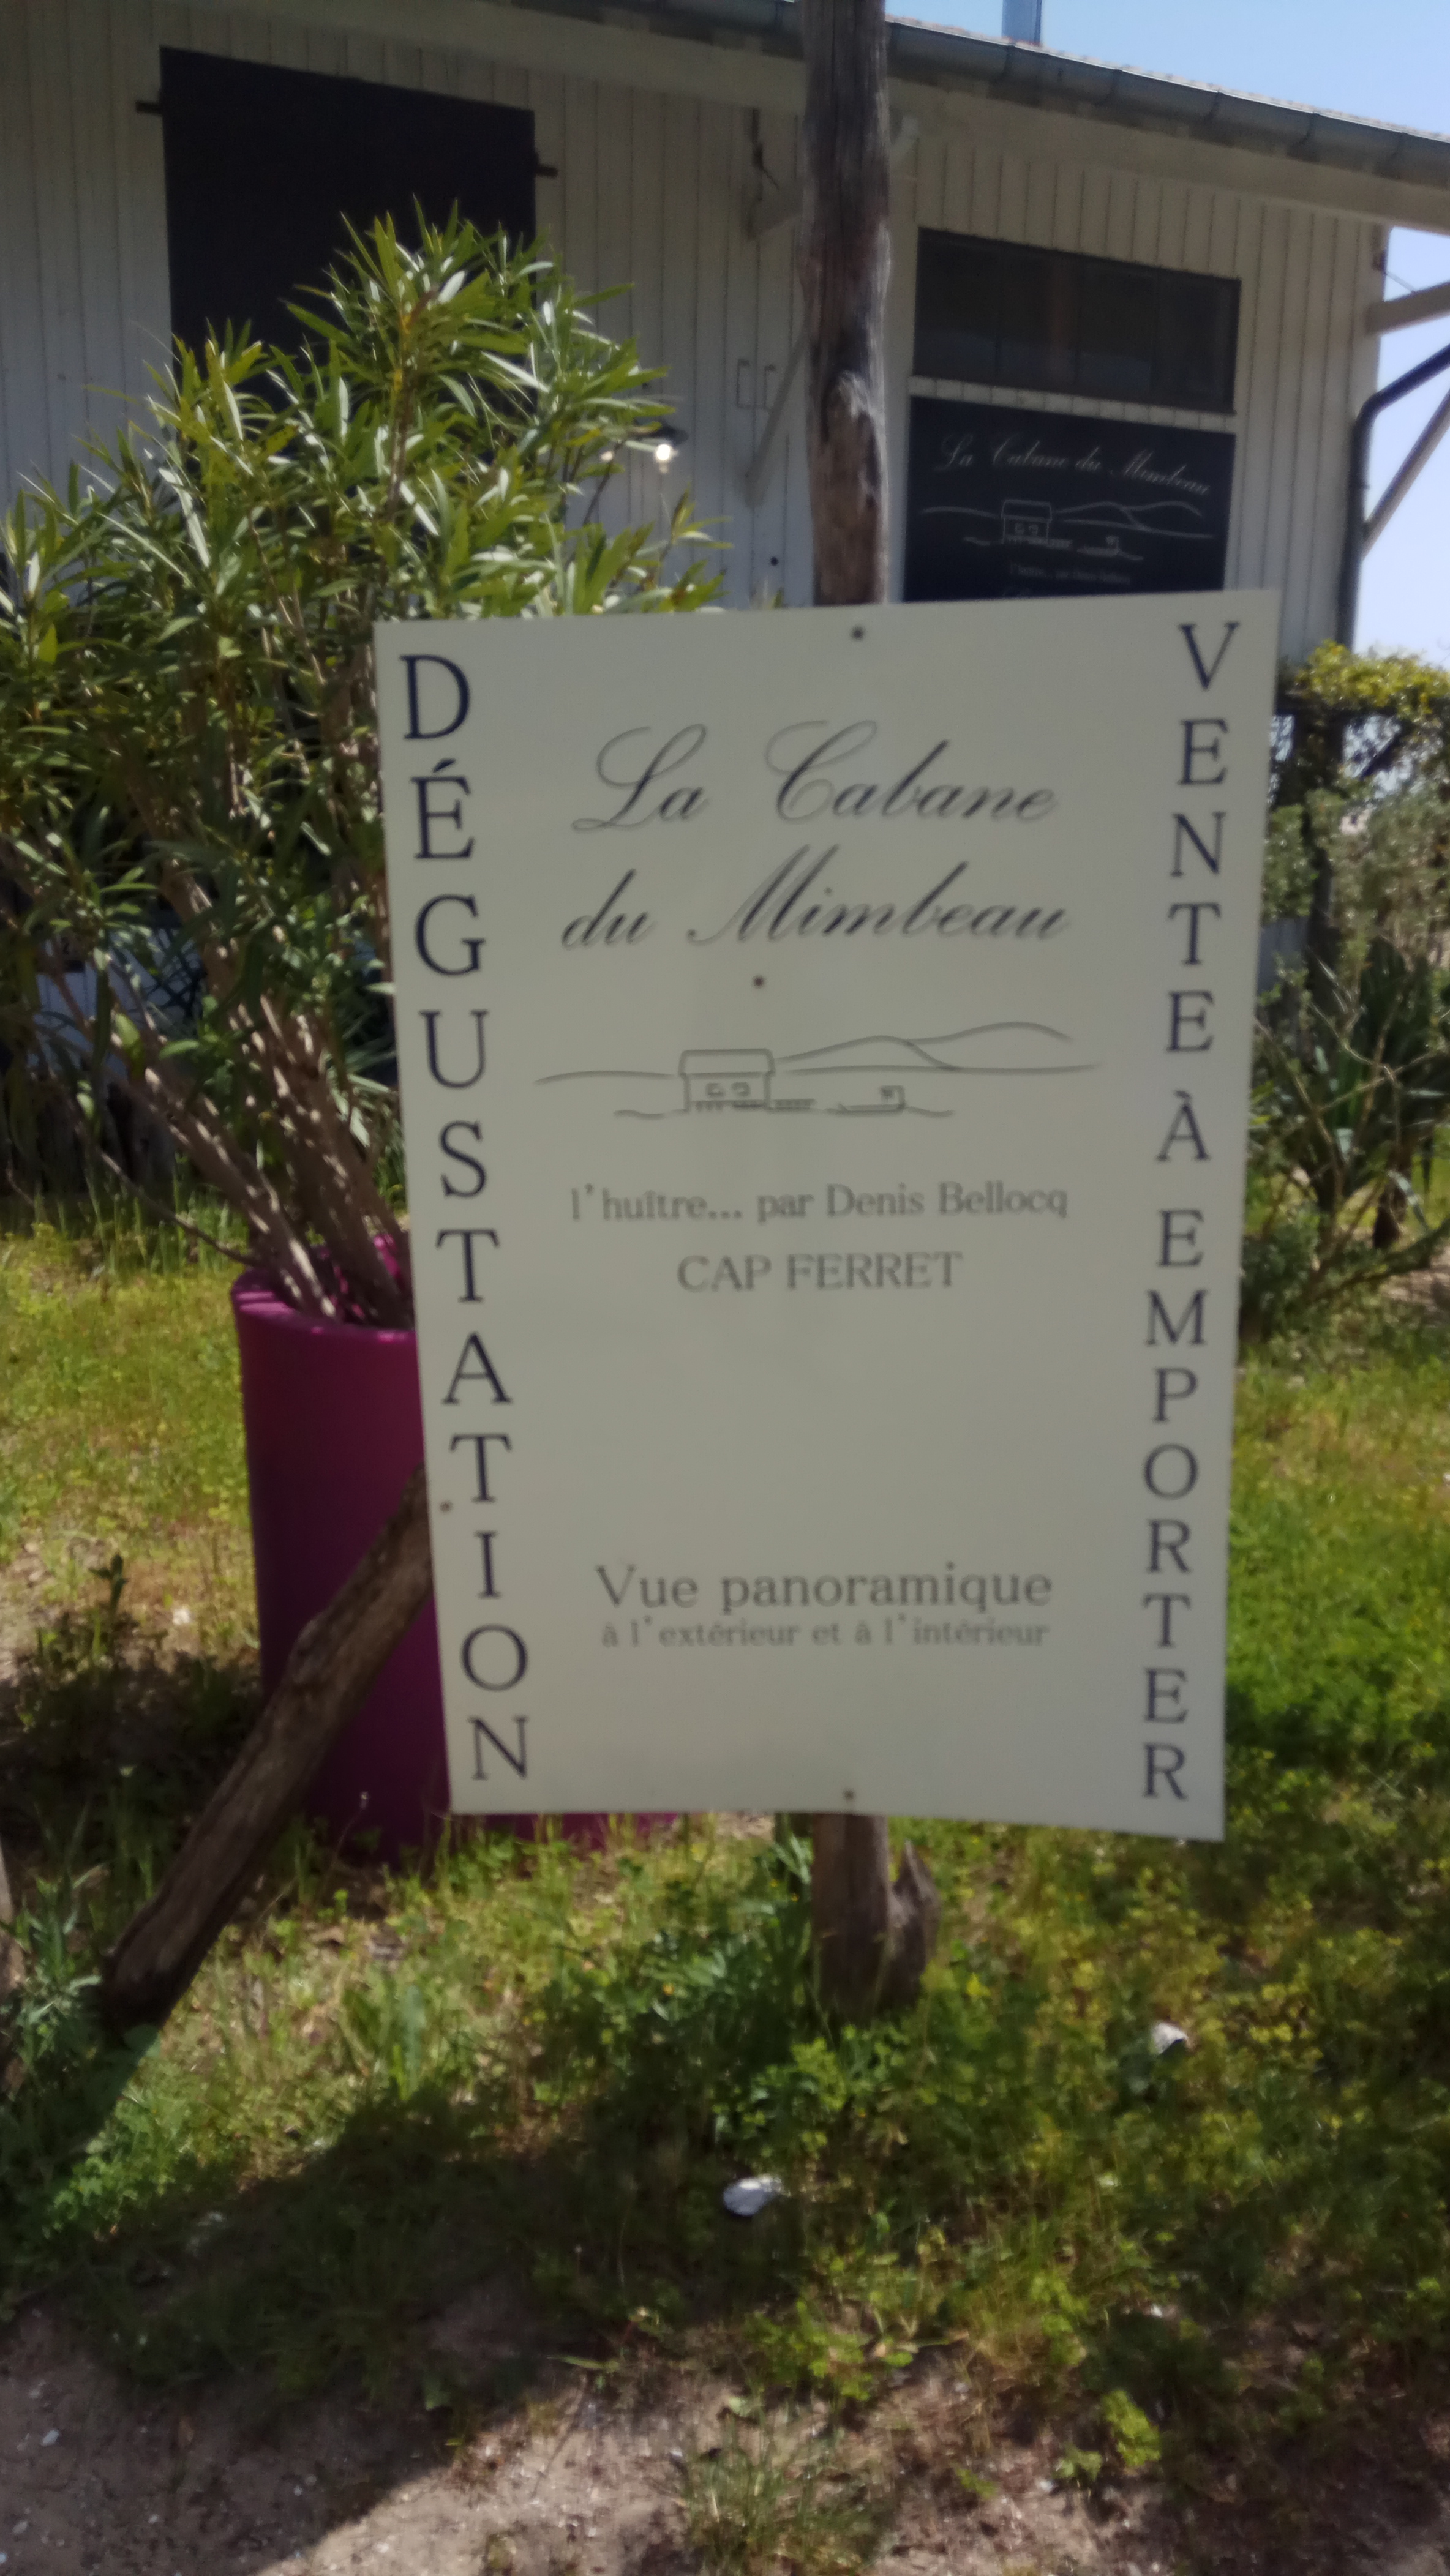 La Cabane du Mimbeau
DÉGUSTATION
La Cabane
du Mimbeau
l'huître... par Denis Bellocq
CAP FERRET
Vue panoramique
à l'extérieur et à l'intérieur
VENTE À EMPORTER